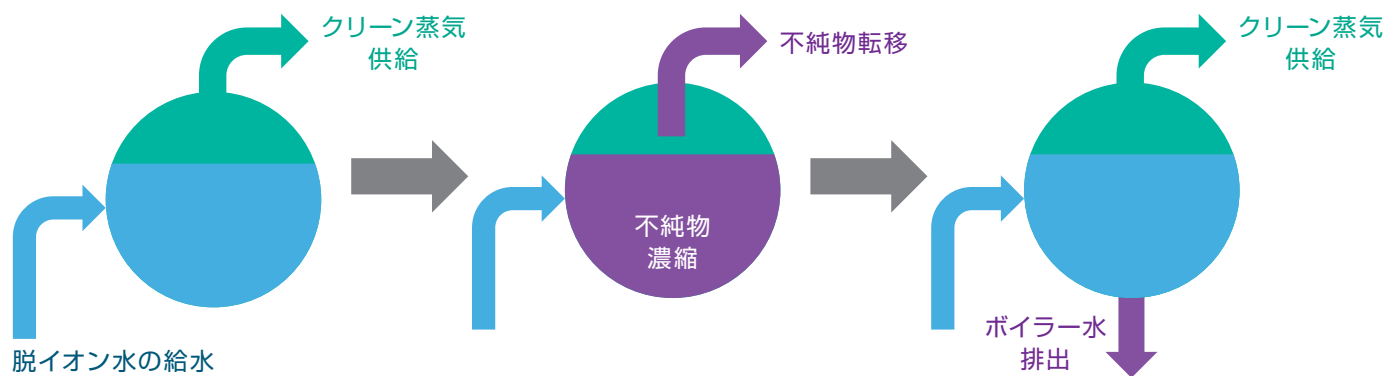 クリーン蒸気
供給
不純物転移
クリーン蒸気
供給
不純物
濃縮
ボイラー水
排出
脱イオン水の給水